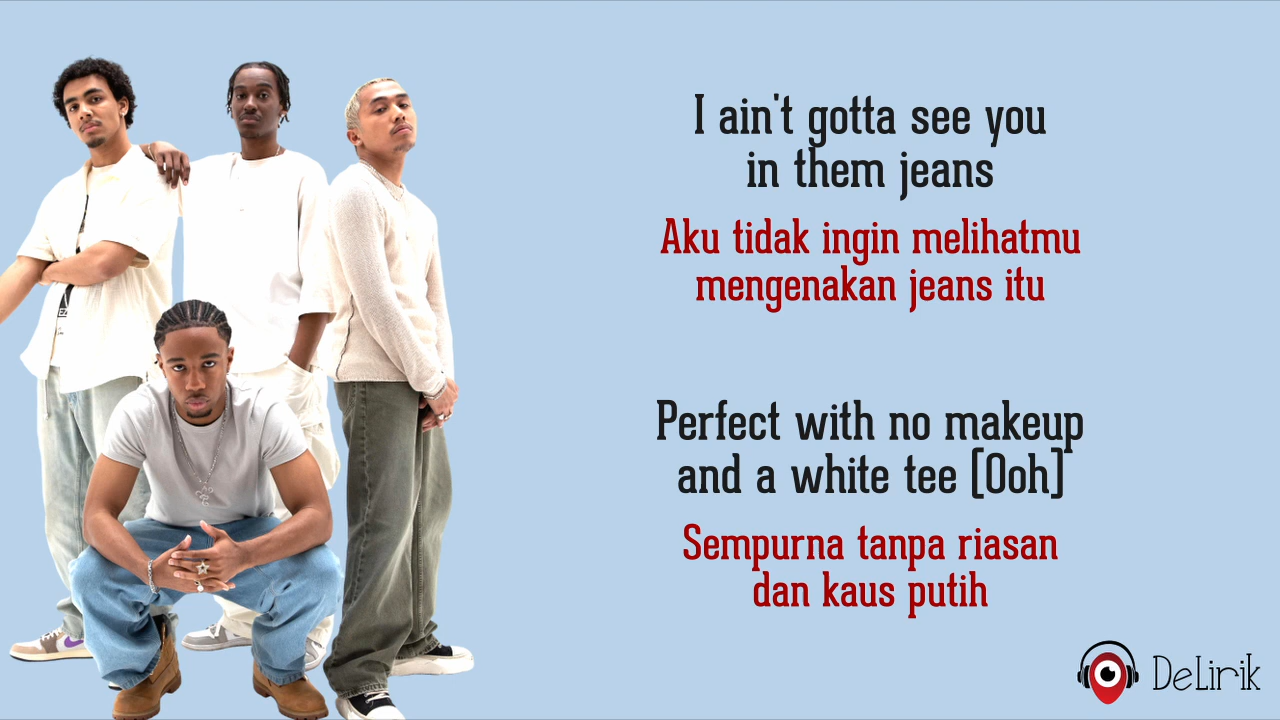 I ain't gotta see you
in them jeans
Aku tidak ingin melihatmu
mengenakan jeans itu
Perfect with no makeup
and a white tee [Ooh]
Sempurna tanpa riasan
dan kaus putih
DeLirik